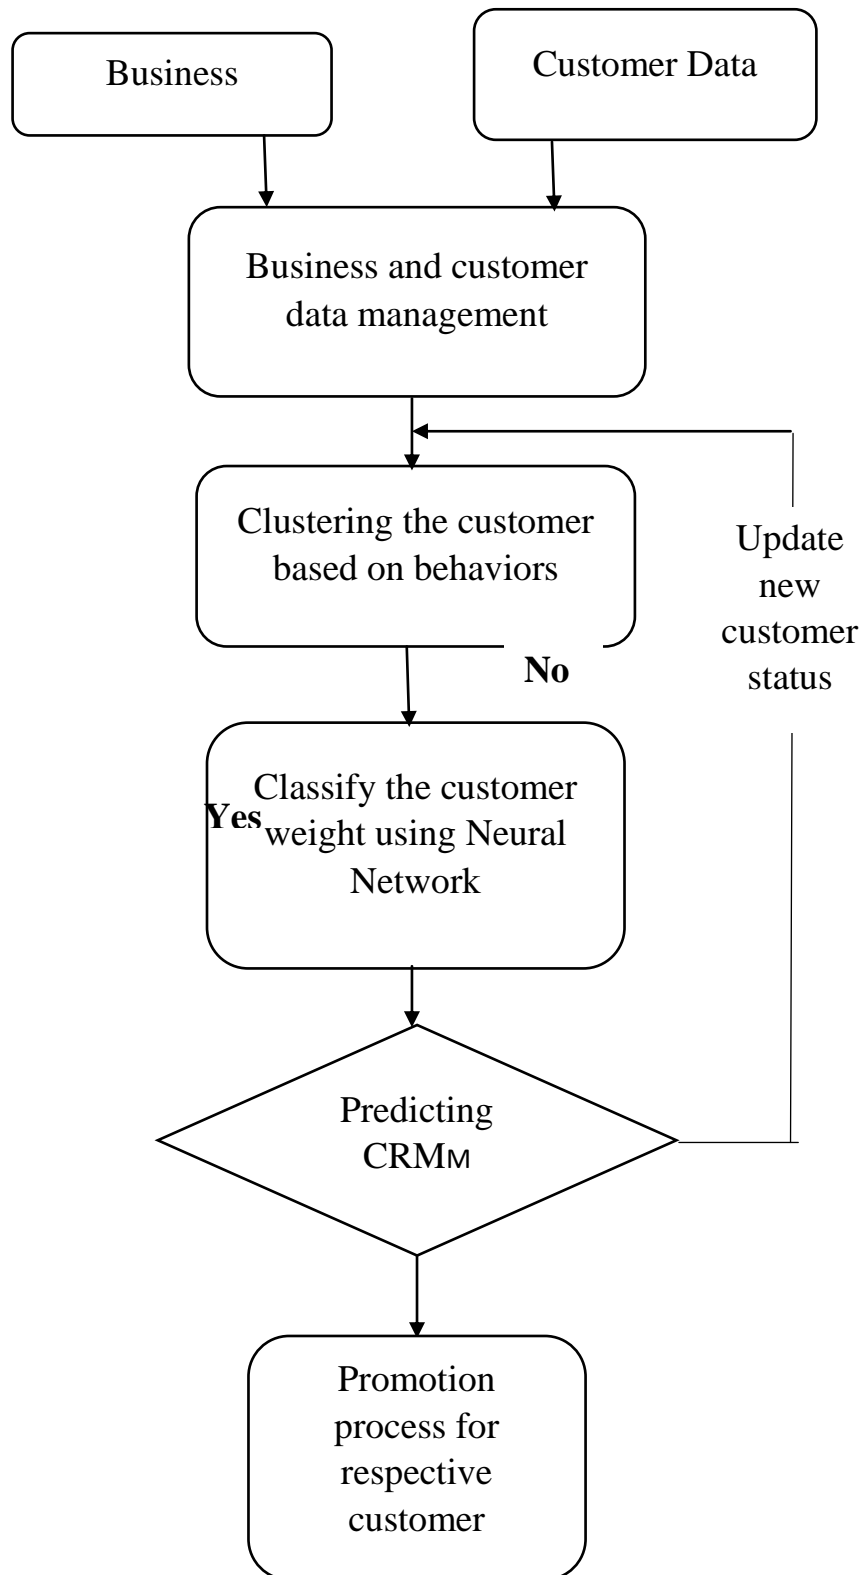 Business
Customer Data
Business and customer
data management
Clustering the customer
based on behaviors
Update
new
customer
status
No
Classify the customer
Yes
weight using Neural
Network
Predicting
CRMM
Promotion
process for
respective
customer